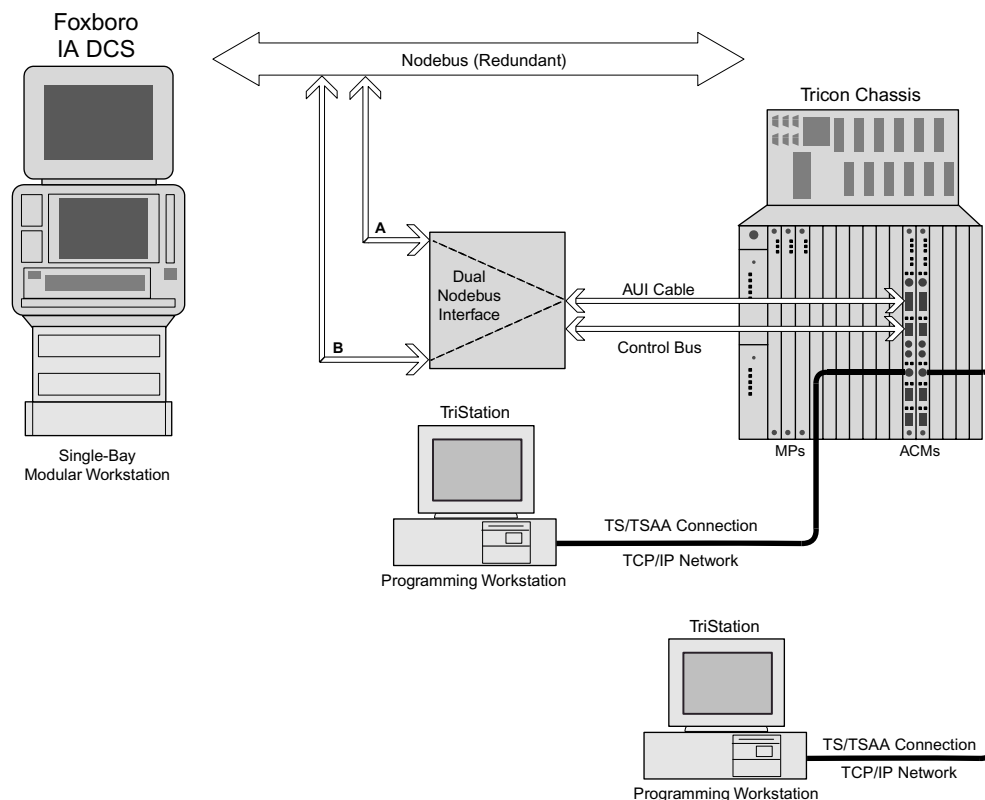 Foxboro
IA DCS
Nodebus (Redundant)
Tricon Chassis
A
Dual
Nodebus
Interface
AUI Cable
B
Control Bus
TriStation
MPs
ACMs
Single-Bay
Modular Workstation
TS/TSAA Connection
TCP/IP Network
Programming Workstation
TriStation
TS/TSAA Connection
TCP/IP Network
Programming Workstation